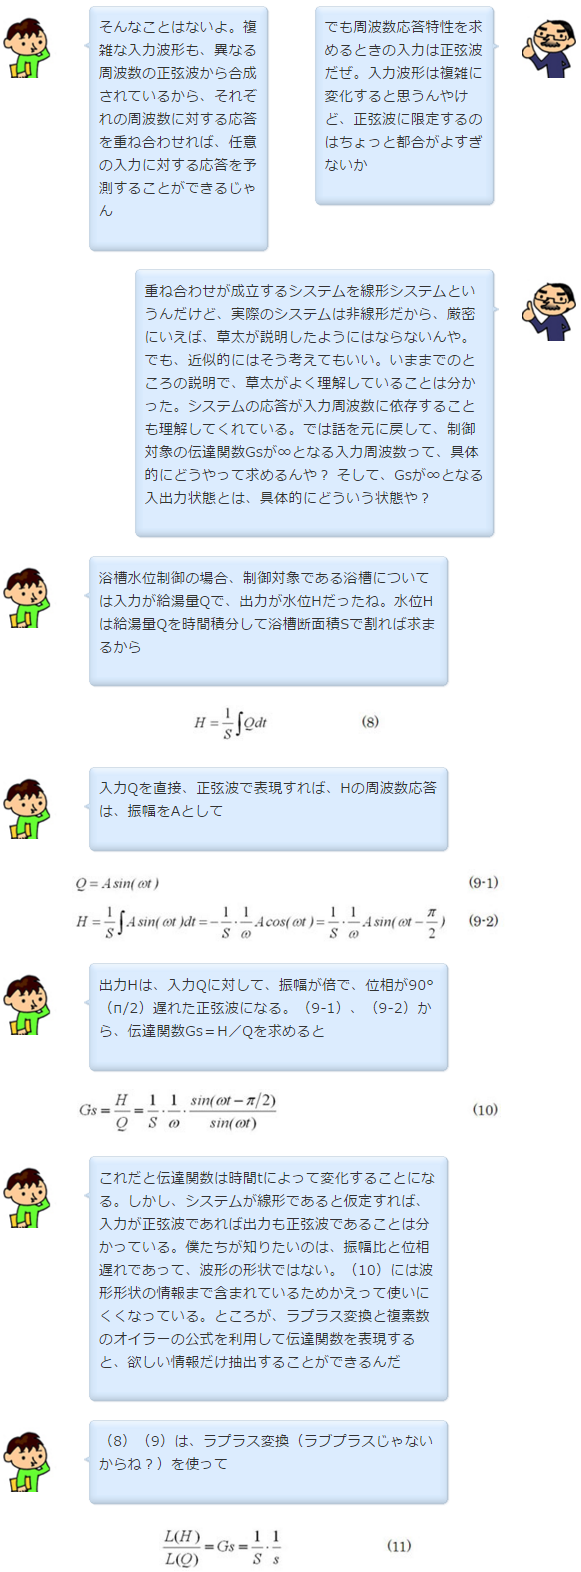 でも周波数応答特性を求
めるときの入力は正弦波
だぜ。入力波形は複雑に
変化すると思うんやけ
ど、正弦波に限定するの
はちょっと都合がよすぎ
ないか
そんなことはないよ。複
雑な入力波形も、異なる
周波数の正弦波から合成
されているから、それぞ
れの周波数に対する応答
を重ね合わせれば、任意
の入力に対する応答を予
測することができるじゃ
ん
重ね合わせが成立するシステムを線形システムとい
うんだけど、実際のシステムは非線形だから、厳密
にいえば、草太が説明したようにはならないんや。
でも、近似的にはそう考えてもいい。いままでのと
ころの説明で、草太がよく理解していることは分か
った。システムの応答が入力周波数に依存すること
も理解してくれている。では話を元に戻して、制御
対象の伝達関数Gsが∞となる入力周波数って、具体
的にどうやって求めるんや？ そして、Gsが∞となる
入出力状態とは、具体的にどういう状態や？
浴槽水位制御の場合、制御対象である浴槽について
は入力が給湯量Qで、出力が水位Hだったね。水位H
は給湯量Qを時間積分して浴槽断面積Sで割れば求ま
るから
H = 1/S ∫Qdt (8)
入力Qを直接、正弦波で表現すれば、Hの周波数応答
は、振幅をAとして
Q = A sin( ωt ) (9-1)
H = 1/S ∫A sin( ωt )dt = − 1/S · 1/ω A cos( ωt ) = 1/S · 1/ω A sin( ωt − π/2 ) (9-2)
出力Hは、入力Qに対して、振幅が倍で、位相が90°
（π/2）遅れた正弦波になる。（9-1）、（9-2）か
ら、伝達関数Gs＝H／Qを求めると
Gs = H/Q = 1/S · 1/ω · sin( ωt − π/2 )/sin( ωt ) (10)
これだと伝達関数は時間tによって変化することにな
る。しかし、システムが線形であると仮定すれば、
入力が正弦波であれば出力も正弦波であることは分
かっている。僕たちが知りたいのは、振幅比と位相
遅れであって、波形の形状ではない。（10）には波
形形状の情報まで含まれているためかえって使いに
くくなっている。ところが、ラプラス変換と複素数
のオイラーの公式を利用して伝達関数を表現する
と、欲しい情報だけ抽出することができるんだ
（8）（9）は、ラプラス変換（ラブプラスじゃない
からね？）を使って
L(H)/L(Q) = Gs = 1/S · 1/s (11)